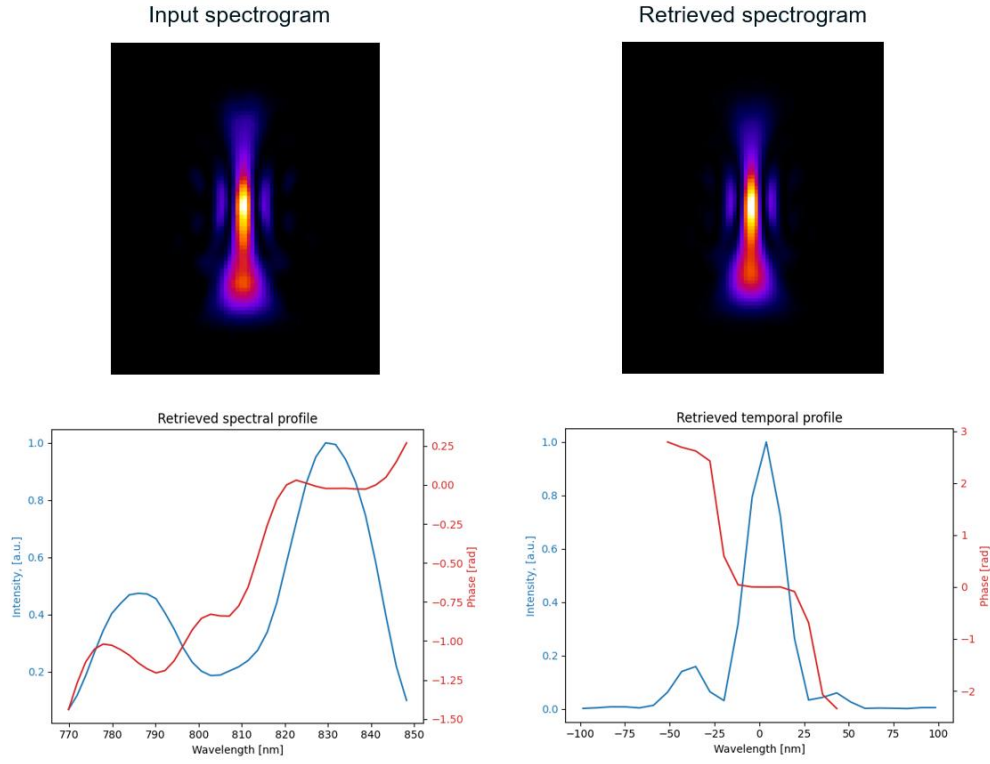 Input spectrogram
Retrieved spectrogram
Retrieved spectral profile
1.0
0.8
0.6
0.4
0.2
Intensity, [a.u.]
0.25
0.00
−0.25
−0.50
−0.75
−1.00
−1.25
−1.50
Phase [rad]
770 780 790 800 810 820 830 840 850
Wavelength [nm]
Retrieved temporal profile
1.0
0.8
0.6
0.4
0.2
0.0
Intensity, [a.u.]
3
2
1
0
−1
−2
Phase [rad]
−100 −75 −50 −25 0 25 50 75 100
Wavelength [nm]